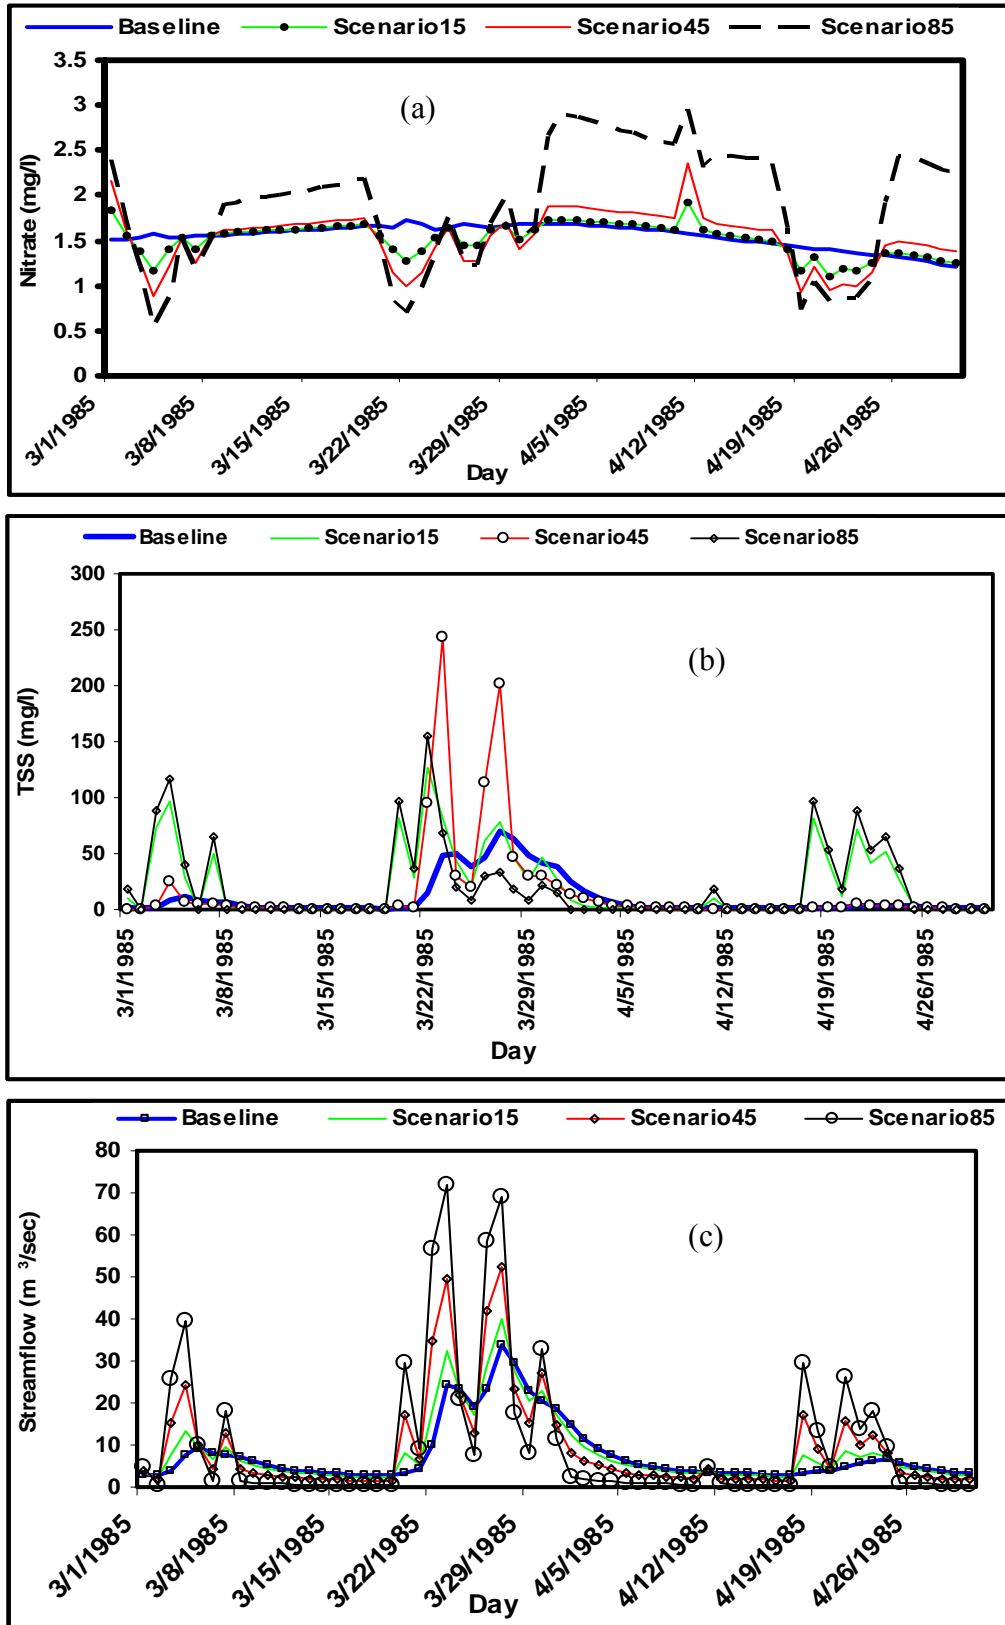 Baseline Scenario15 Scenario45 Scenario85
3.5
3
2.5
2
1.5
1
0.5
0
Nitrate (mg/l)
(a)
3/1/1985 3/8/1985 3/15/1985 3/22/1985 3/29/1985 4/5/1985 4/12/1985 4/19/1985 4/26/1985
Day
Baseline Scenario15 Scenario45 Scenario85
300
250
200
150
100
50
0
TSS (mg/l)
(b)
3/1/1985 3/8/1985 3/15/1985 3/22/1985 3/29/1985 4/5/1985 4/12/1985 4/19/1985 4/26/1985
Day
Baseline Scenario15 Scenario45 Scenario85
80
70
60
50
40
30
20
10
0
Streamflow (m ³/sec)
(c)
3/1/1985 3/8/1985 3/15/1985 3/22/1985 3/29/1985 4/5/1985 4/12/1985 4/19/1985 4/26/1985
Day